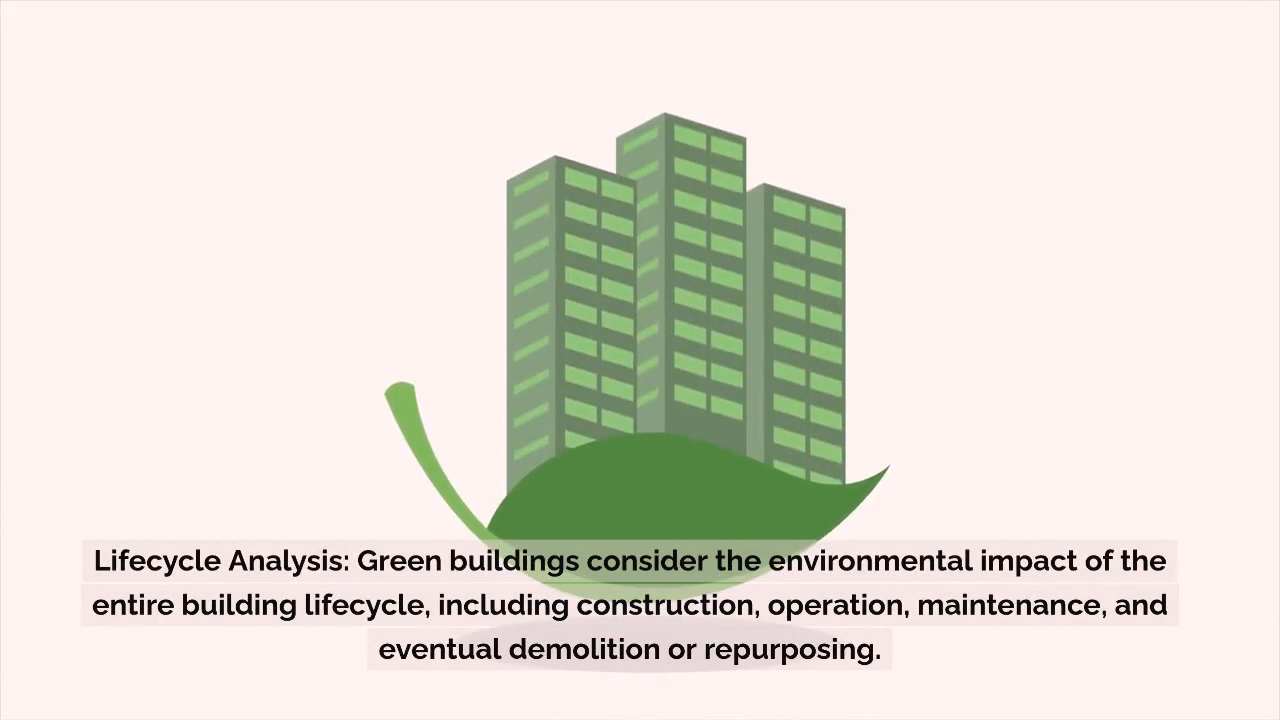 Lifecycle Analysis: Green buildings consider the environmental impact of the
entire building lifecycle, including construction, operation, maintenance, and
eventual demolition or repurposing.